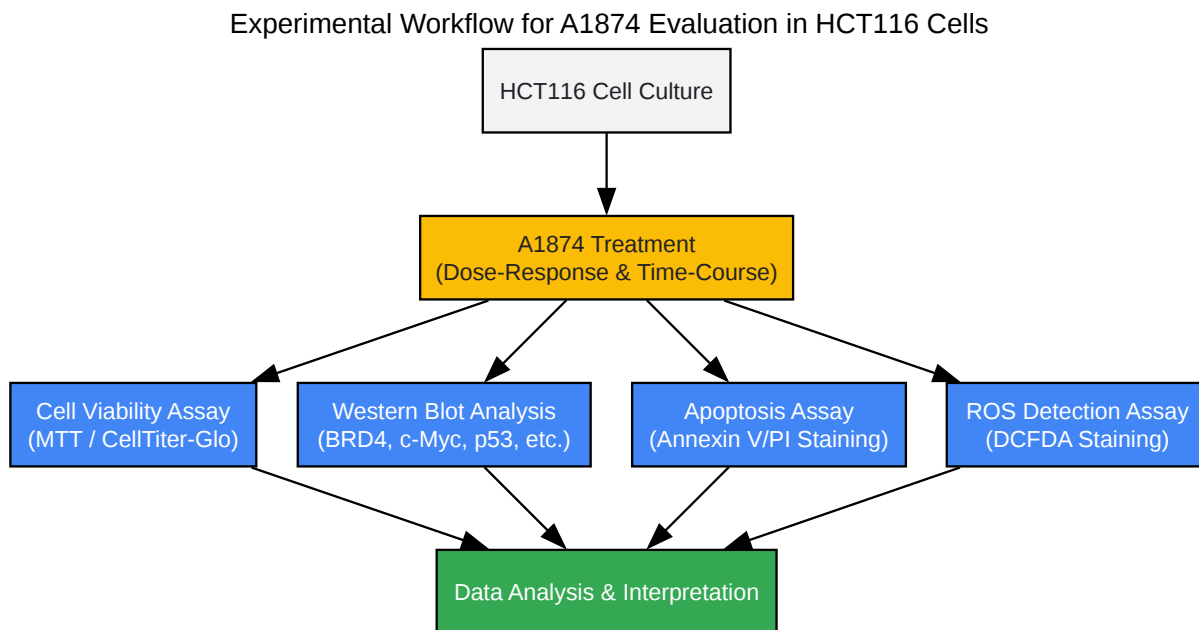 Experimental Workflow for A1874 Evaluation in HCT116 Cells
HCT116 Cell Culture
A1874 Treatment
(Dose-Response & Time-Course)
Cell Viability Assay
(MTT / CellTiter-Glo)
Western Blot Analysis
(BRD4, c-Myc, p53, etc.)
Apoptosis Assay
(Annexin V/PI Staining)
ROS Detection Assay
(DCFDA Staining)
Data Analysis & Interpretation